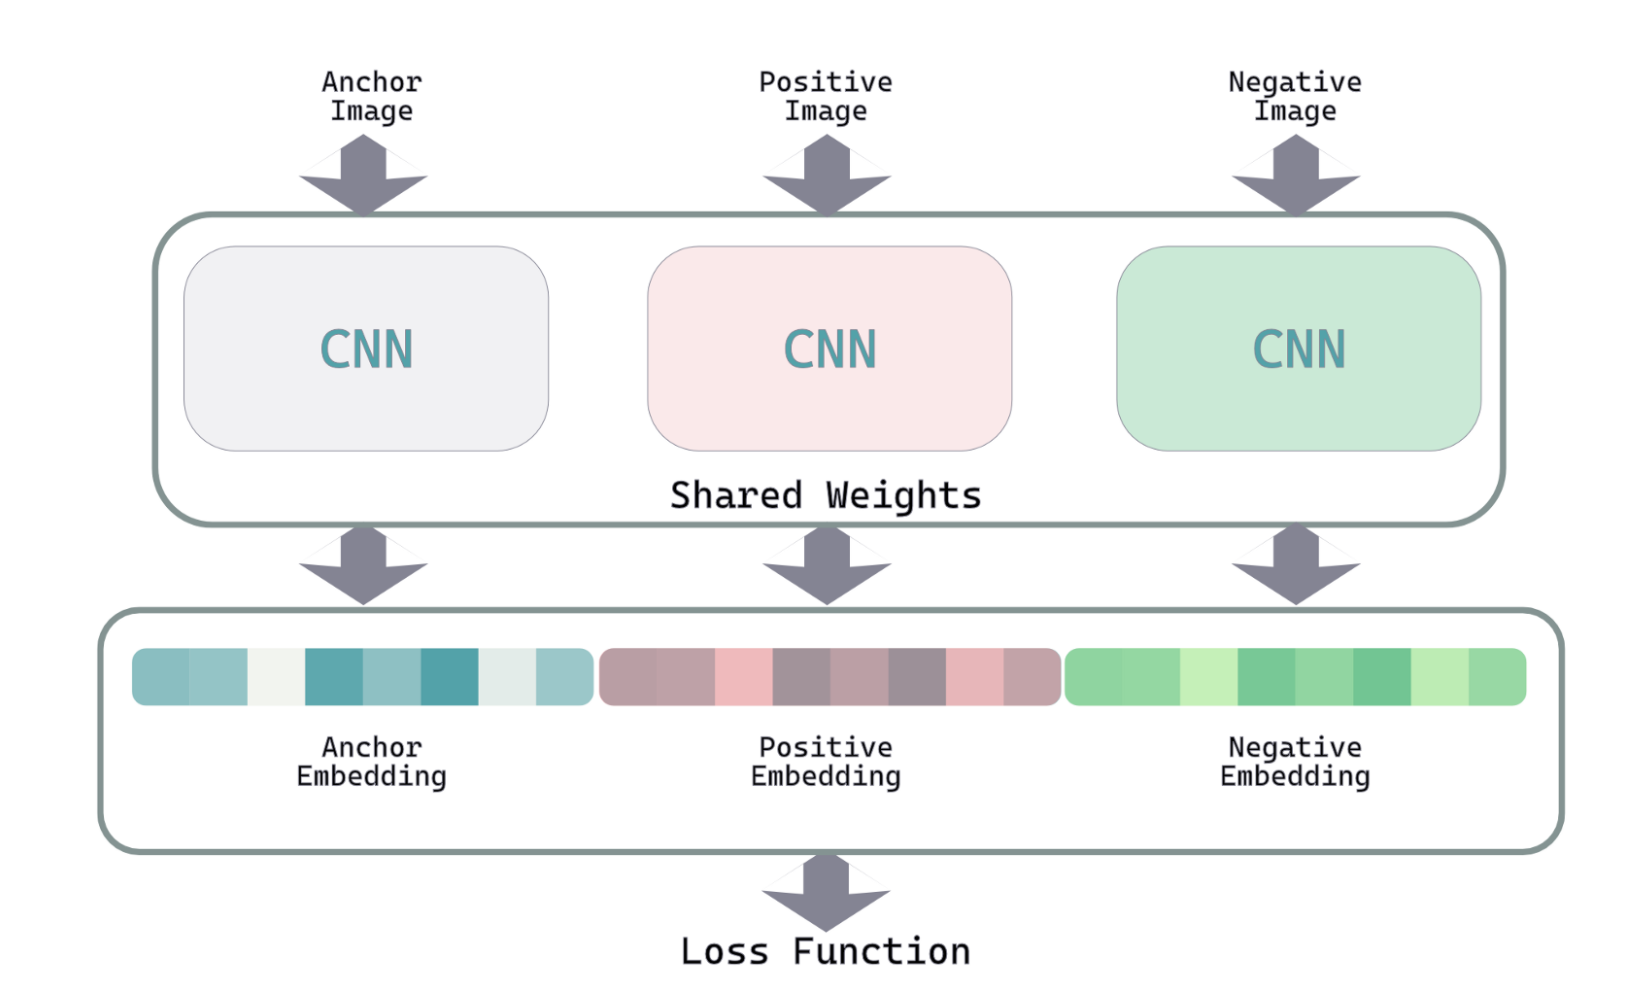 Anchor
Image
Positive
Image
Negative
Image
CNN
CNN
CNN
Shared Weights
Anchor
Embedding
Positive
Embedding
Negative
Embedding
Loss Function